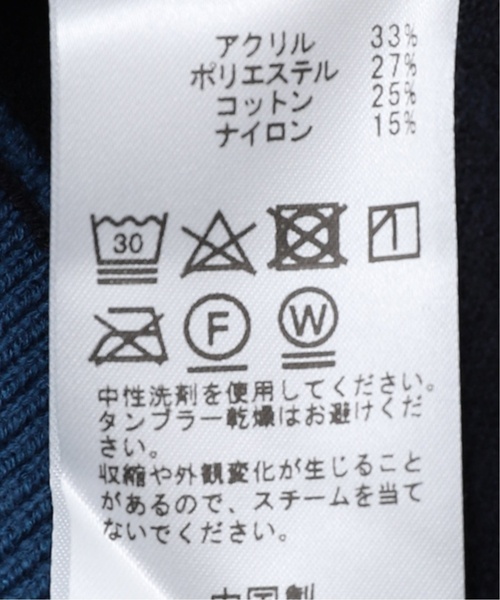 アクリル 33%
ポリエステル 27%
コットン 25%
ナイロン 15%
30
F W
中性洗剤を使用してください。
タンブラー乾燥はお避けくだ
さい。
収縮や外観変化が生じること
があるので、スチームを当て
ないでください。
中国製